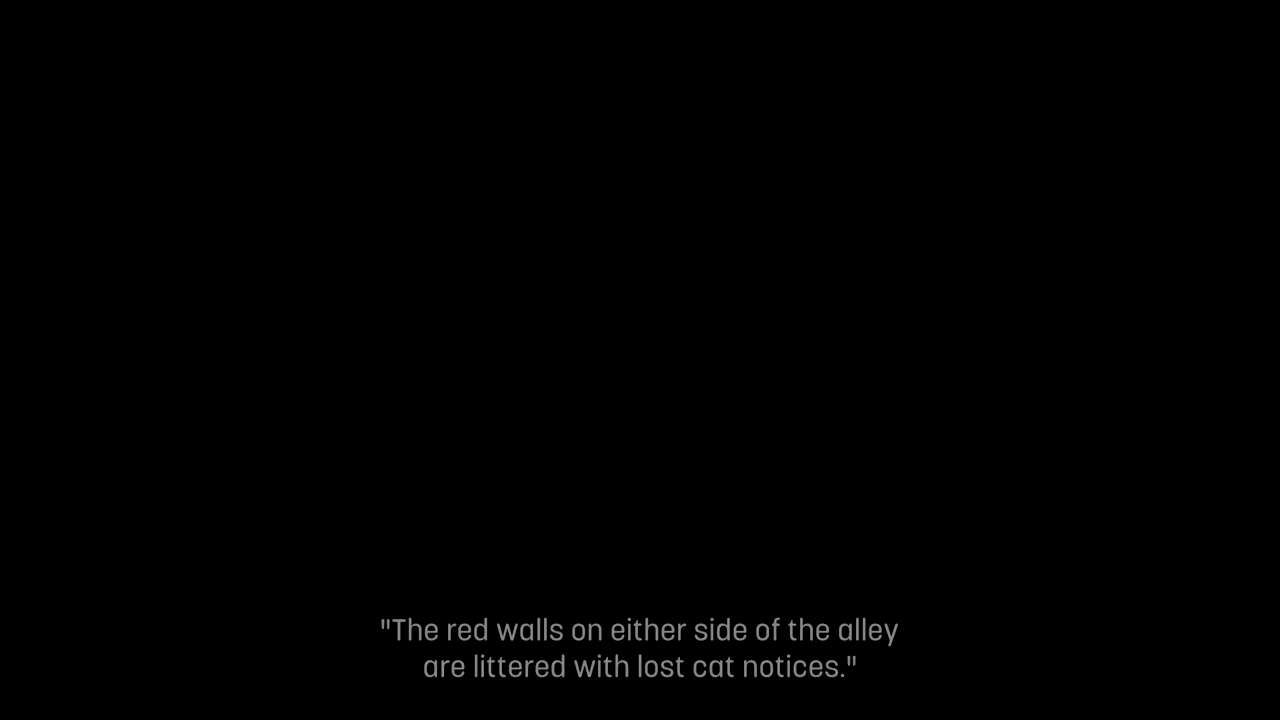 "The red walls on either side of the alley
are littered with lost cat notices."